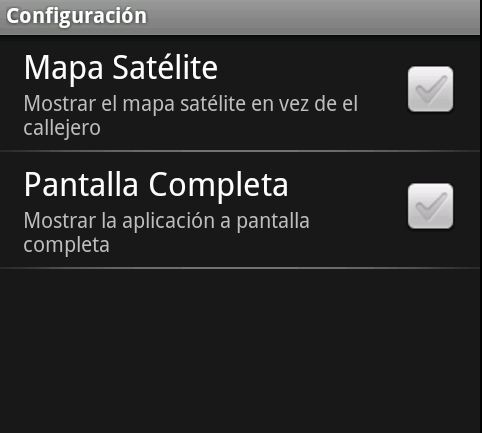 Configuración
Mapa Satélite
Mostrar el mapa satélite en vez de el
callejero
Pantalla Completa
Mostrar la aplicación a pantalla
completa